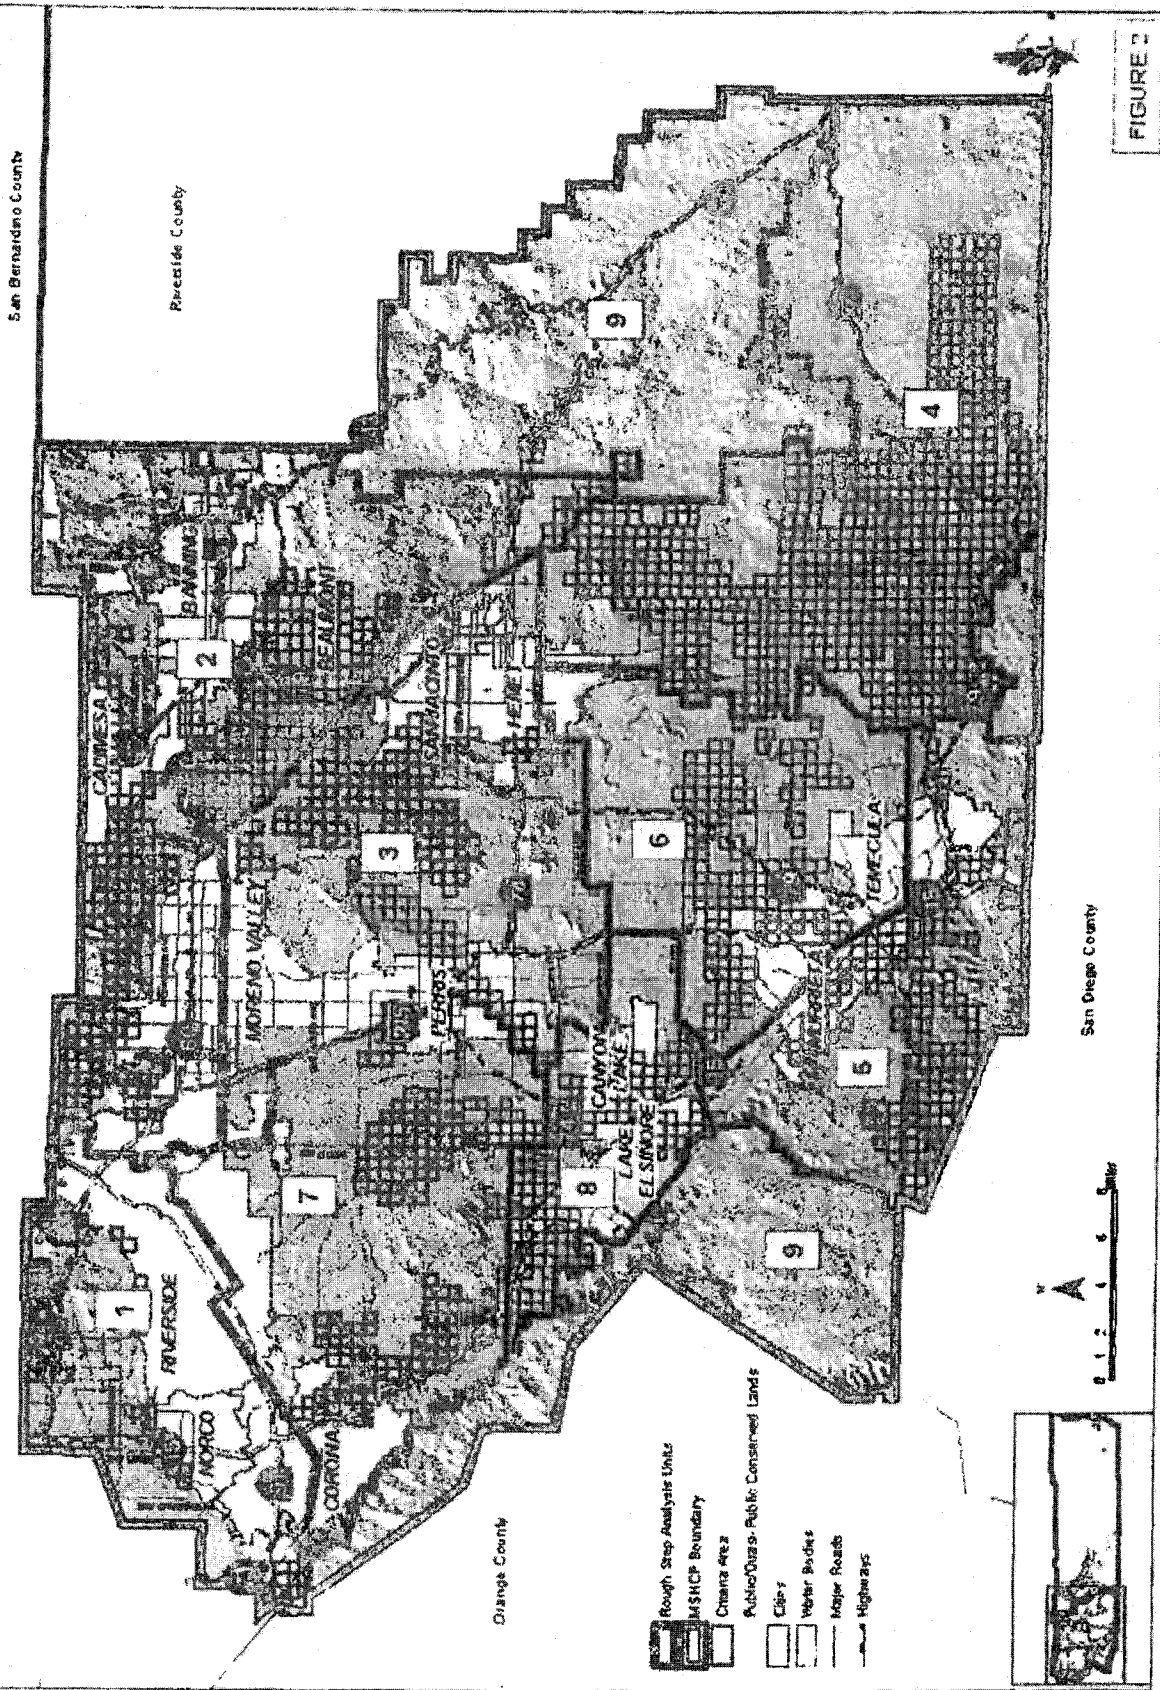 San Bernardino County
Riverside County
CALIMESA
BANNING
2
BEAUMONT
1
RIVERSIDE
NORCO
CORONA
MORENO VALLEY
7
3
SAN JACINTO
HEMET
PERRIS
9
CANYON
LAKE
LAKE
ELSINORE
8
6
4
MURRIETA
TEMECULA
5
9
Orange County
San Diego County
Rough Step Analysis Units
MSHCP Boundary
Criteria Area
Public/Quasi-Public Conserved Lands
Cities
Water Bodies
Major Roads
Highways
N
0 1 2 4 6 8
Miles
FIGURE 2